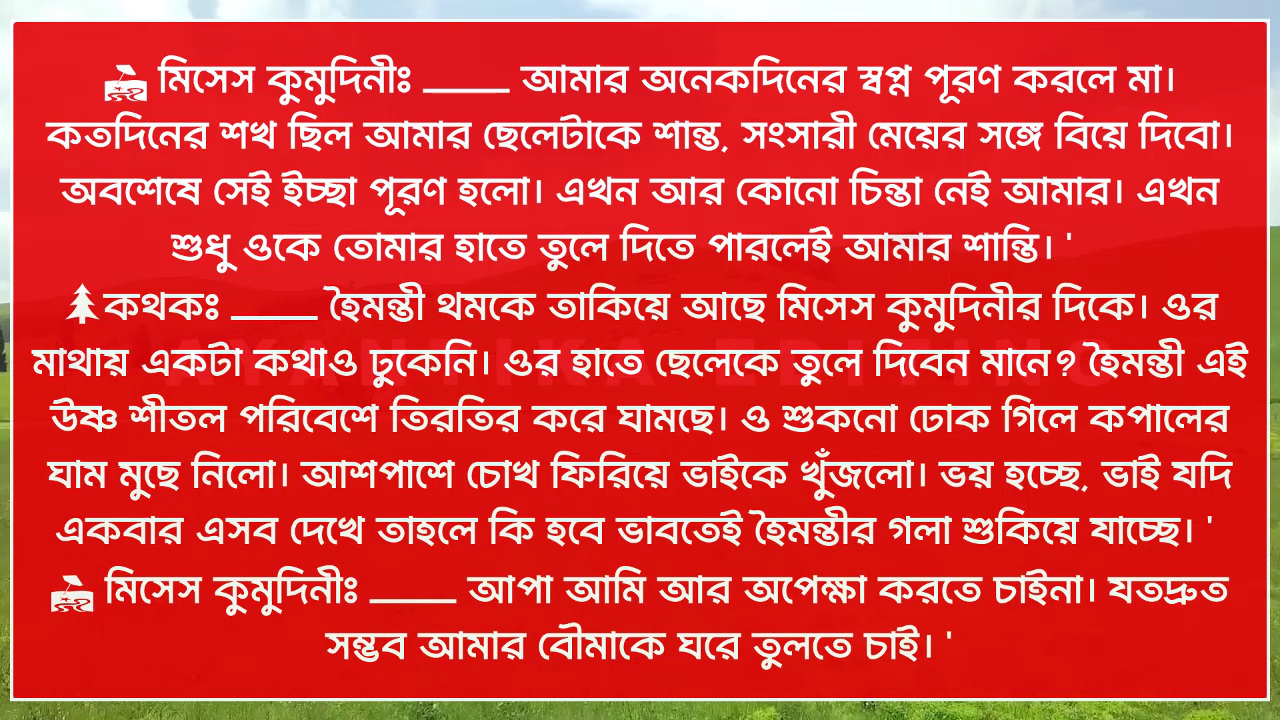 🏖 মিসেস কুমুদিনীঃ _____ আমার অনেকদিনের স্বপ্ন পূরণ করলে মা।
কতদিনের শখ ছিল আমার ছেলেটাকে শান্ত, সংসারী মেয়ের সঙ্গে বিয়ে দিবো।
অবশেষে সেই ইচ্ছা পূরণ হলো। এখন আর কোনো চিন্তা নেই আমার। এখন
শুধু ওকে তোমার হাতে তুলে দিতে পারলেই আমার শান্তি। '
🌲কথকঃ _____ হৈমন্তী থমকে তাকিয়ে আছে মিসেস কুমুদিনীর দিকে। ওর
মাথায় একটা কথাও ঢুকেনি। ওর হাতে ছেলেকে তুলে দিবেন মানে? হৈমন্তী এই
উষ্ণ শীতল পরিবেশে তিরতির করে ঘামছে। ও শুকনো ঢোক গিলে কপালের
ঘাম মুছে নিলো। আশপাশে চোখ ফিরিয়ে ভাইকে খুঁজলো। ভয় হচ্ছে, ভাই যদি
একবার এসব দেখে তাহলে কি হবে ভাবতেই হৈমন্তীর গলা শুকিয়ে যাচ্ছে। '
🏖 মিসেস কুমুদিনীঃ _____ আপা আমি আর অপেক্ষা করতে চাইনা। যতদ্রুত
সম্ভব আমার বৌমাকে ঘরে তুলতে চাই। '